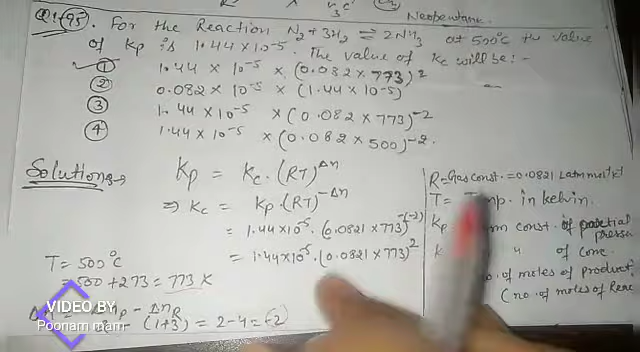 Neopentane.
Q1.95. For the Reaction N₂+3H₂ ⇌ 2NH₃ at 500°C the value
of Kp is 1.44×10⁻⁵. The value of Kc will be:-
① 1.44 × 10⁻⁵ × (0.082×773)²
② 0.082 × 10⁻⁵ × (1.44 × 10⁻⁵)
③ 1.44 × 10⁻⁵ × (0.082 × 773)⁻²
④ 1.44 × 10⁻⁵ × (0.082 × 500)⁻².
Solution→
Kp = Kc.(RT)^Δn
⇒ Kc = Kp.(RT)^-Δn
= 1.44×10⁻⁵.(0.0821×773)^-(-2)
= 1.44×10⁻⁵.(0.0821×773)²
T = 500°C
= 500+273 = 773 K
- Δn_R
(1+3) = 2-4 = (-2)
R=Gas const.=0.0821
T= in kelvin.
Kp const. of partial
pressu
K " of conc.
no. of moles of product
(no. of moles of Reac
VIDEO BY
Poonam mam